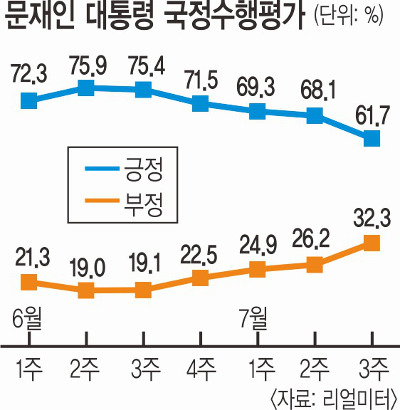 문재인 대통령 국정수행평가 (단위: %)
72.3 75.9 75.4 71.5 69.3 68.1 61.7
긍정
부정
21.3 19.0 19.1 22.5 24.9 26.2 32.3
6월 7월
1주 2주 3주 4주 1주 2주 3주
〈자료: 리얼미터〉